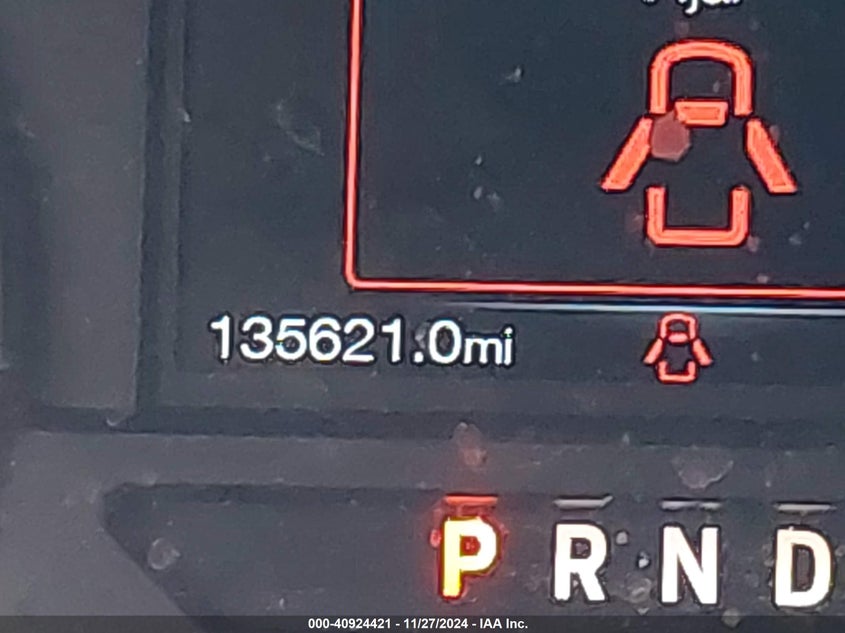 135621.0mi
P R N D
000-40924421 - 11/27/2024 - IAA Inc.